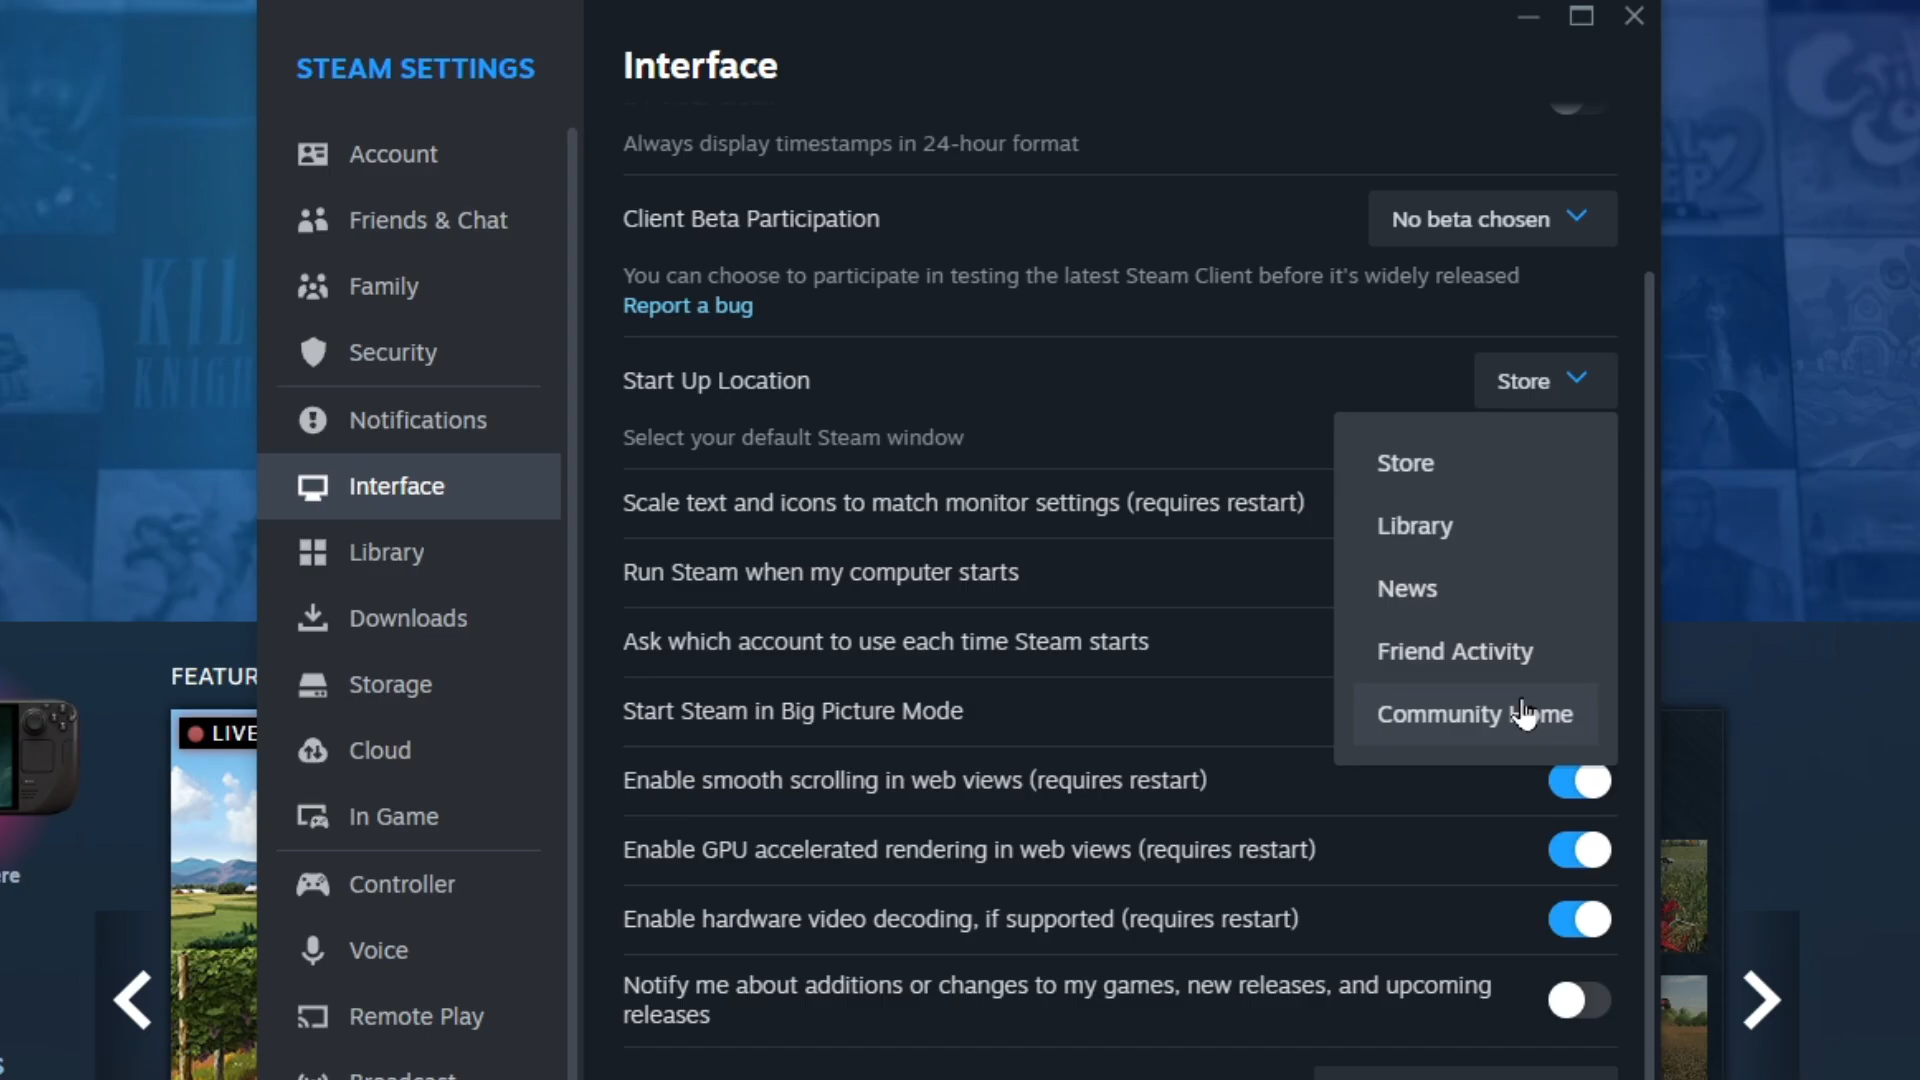 STEAM SETTINGS
Account
Friends & Chat
Family
Security
Notifications
Interface
Library
Downloads
Storage
Cloud
In Game
Controller
Voice
Remote Play
Broadcast
Interface
Always display timestamps in 24-hour format
Client Beta Participation
No beta chosen
You can choose to participate in testing the latest Steam Client before it's widely released
Report a bug
Start Up Location
Store
Select your default Steam window
Store
Library
News
Friend Activity
Community Home
Scale text and icons to match monitor settings (requires restart)
Run Steam when my computer starts
Ask which account to use each time Steam starts
Start Steam in Big Picture Mode
Enable smooth scrolling in web views (requires restart)
Enable GPU accelerated rendering in web views (requires restart)
Enable hardware video decoding, if supported (requires restart)
Notify me about additions or changes to my games, new releases, and upcoming
releases
KIL
KNIGH
FEATUR
LIVE
re